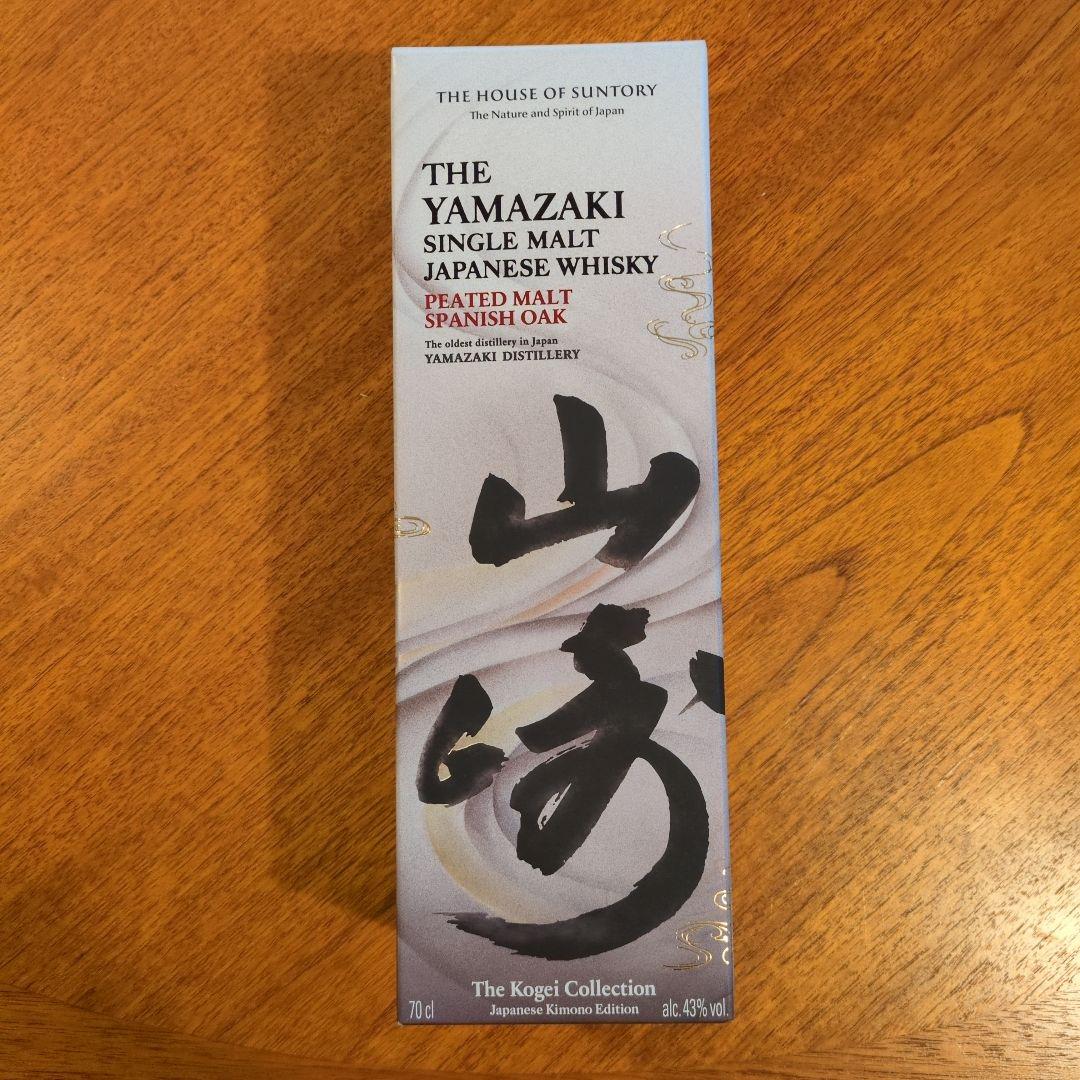 THE HOUSE OF SUNTORY
The Nature and Spirit of Japan
THE
YAMAZAKI
SINGLE MALT
JAPANESE WHISKY
PEATED MALT
SPANISH OAK
The oldest distillery in Japan
YAMAZAKI DISTILLERY
山
崎
The Kogei Collection
70 cl Japanese Kimono Edition alc. 43% vol.